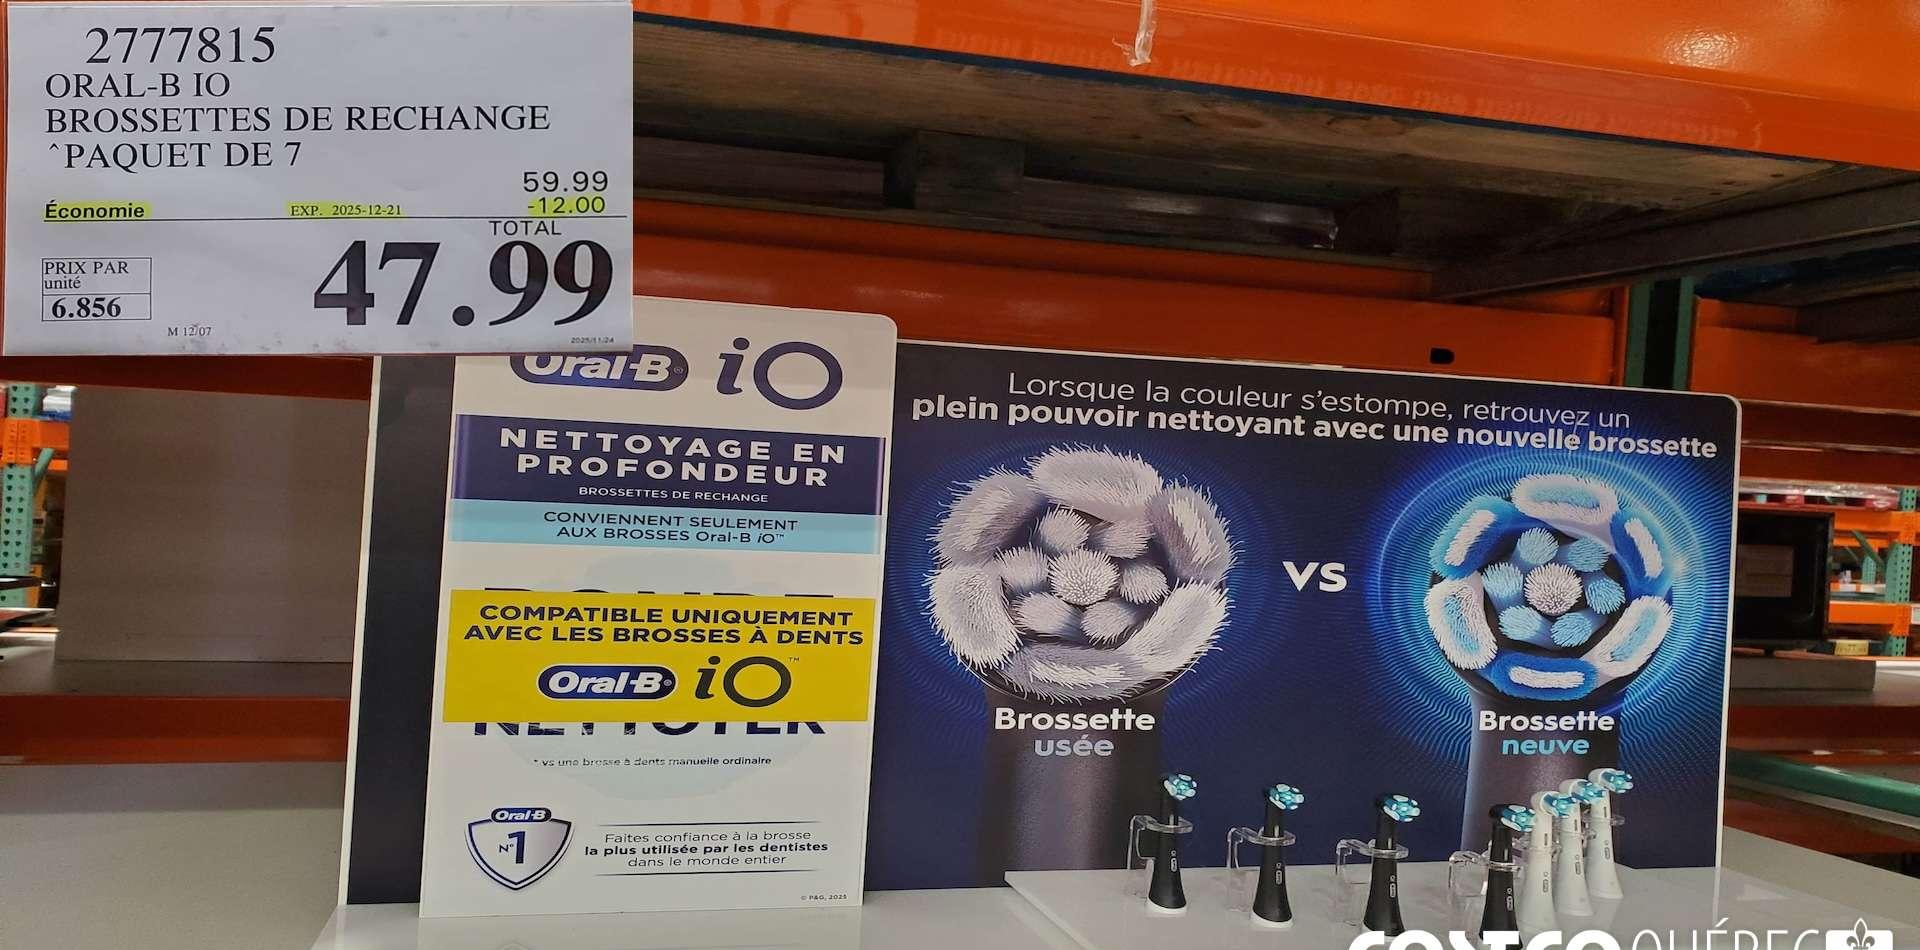 2777815
ORAL-B IO
BROSSETTES DE RECHANGE
^PAQUET DE 7
59.99
Économie EXP. 2025-12-21 -12.00
TOTAL
47.99
PRIX PAR
unité
6.856
M 12/07
2025/11/24
Oral-B iO
NETTOYAGE EN
PROFONDEUR
BROSSETTES DE RECHANGE
CONVIENNENT SEULEMENT
AUX BROSSES Oral-B iO™
COMPATIBLE UNIQUEMENT
AVEC LES BROSSES À DENTS
Oral-B iO™
NETTOYER
* vs une brosse à dents manuelle ordinaire
Oral-B
N° 1
Faites confiance à la brosse
la plus utilisée par les dentistes
dans le monde entier
© P&G, 2025
Lorsque la couleur s'estompe, retrouvez un
plein pouvoir nettoyant avec une nouvelle brossette
VS
Brossette
usée
Brossette
neuve
COSTCO QUÉBEC